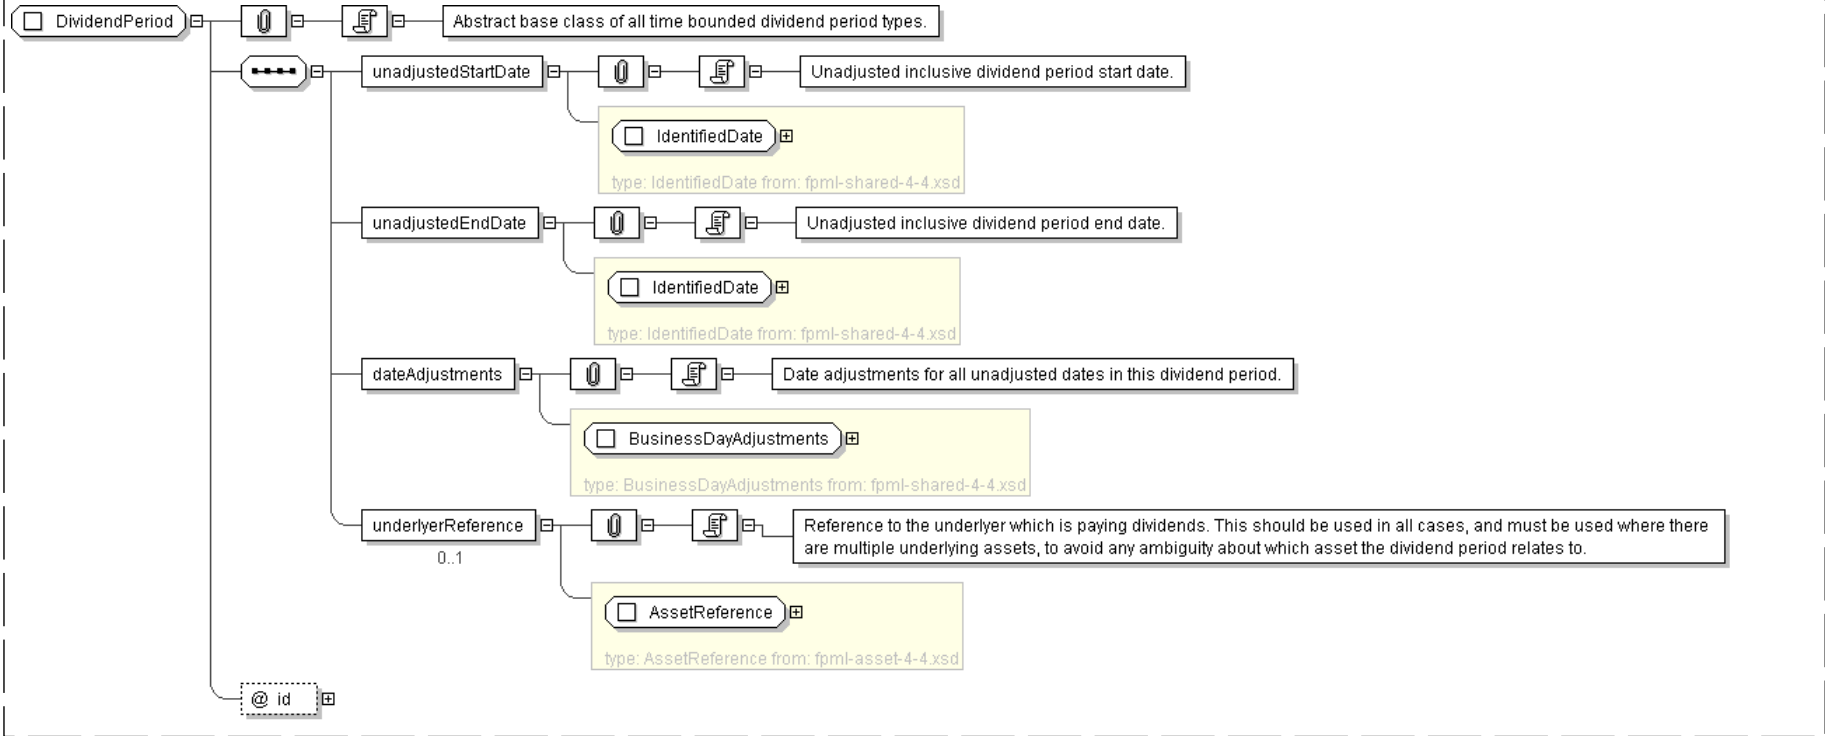 DividendPeriod
Abstract base class of all time bounded dividend period types.
unadjustedStartDate
Unadjusted inclusive dividend period start date.
IdentifiedDate
type: IdentifiedDate from: fpml-shared-4-4.xsd
unadjustedEndDate
Unadjusted inclusive dividend period end date.
IdentifiedDate
type: IdentifiedDate from: fpml-shared-4-4.xsd
dateAdjustments
Date adjustments for all unadjusted dates in this dividend period.
BusinessDayAdjustments
type: BusinessDayAdjustments from: fpml-shared-4-4.xsd
underlyerReference
0..1
Reference to the underlyer which is paying dividends. This should be used in all cases, and must be used where there
are multiple underlying assets, to avoid any ambiguity about which asset the dividend period relates to.
AssetReference
type: AssetReference from: fpml-asset-4-4.xsd
@ id